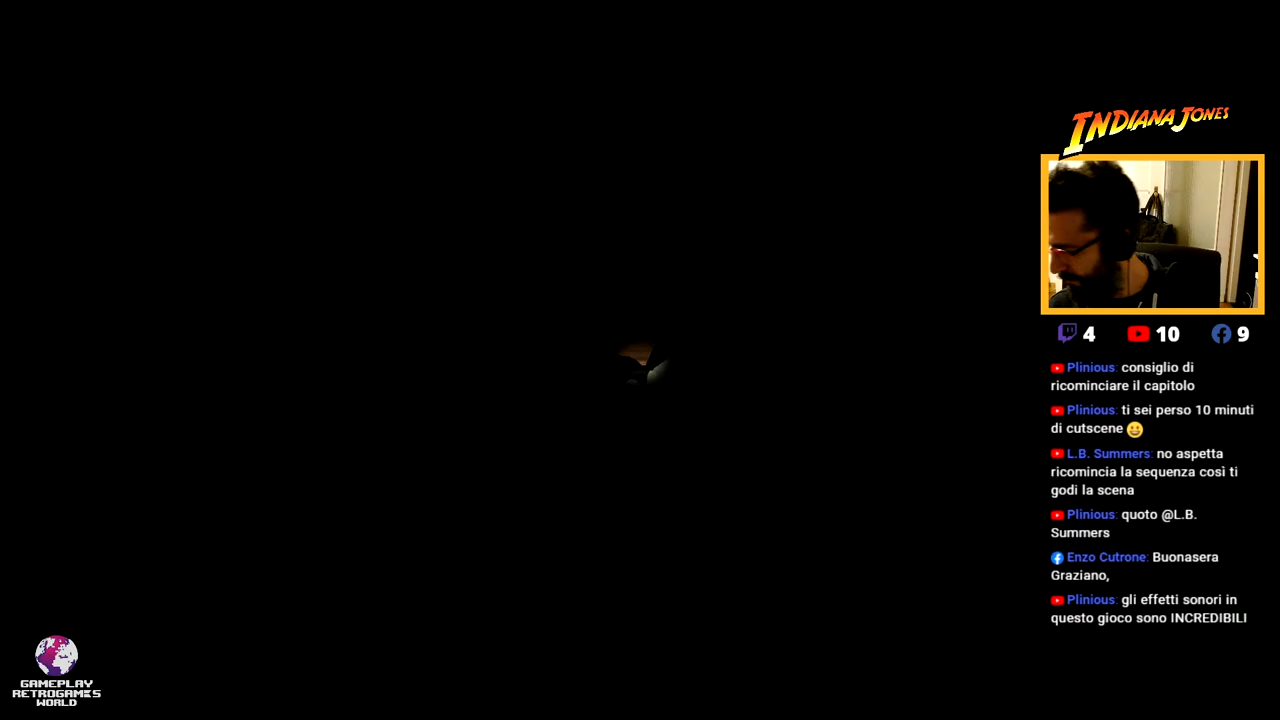 INDIANA JONES
4 10 9
Plinious: consiglio di
ricominciare il capitolo
Plinious: ti sei perso 10 minuti
di cutscene 😀
L.B. Summers: no aspetta
ricomincia la sequenza così ti
godi la scena
Plinious: quoto @L.B.
Summers
Enzo Cutrone: Buonasera
Graziano,
Plinious: gli effetti sonori in
questo gioco sono INCREDIBILI
GAMEPLAY
RETROGAMES
WORLD